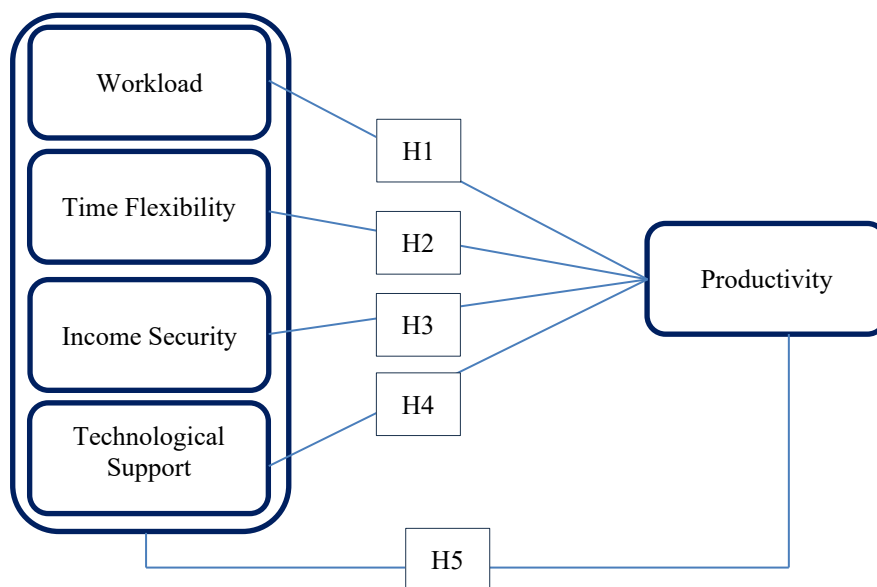 Workload
H1
Time Flexibility
H2
Productivity
Income Security
H3
Technological
Support
H4
H5